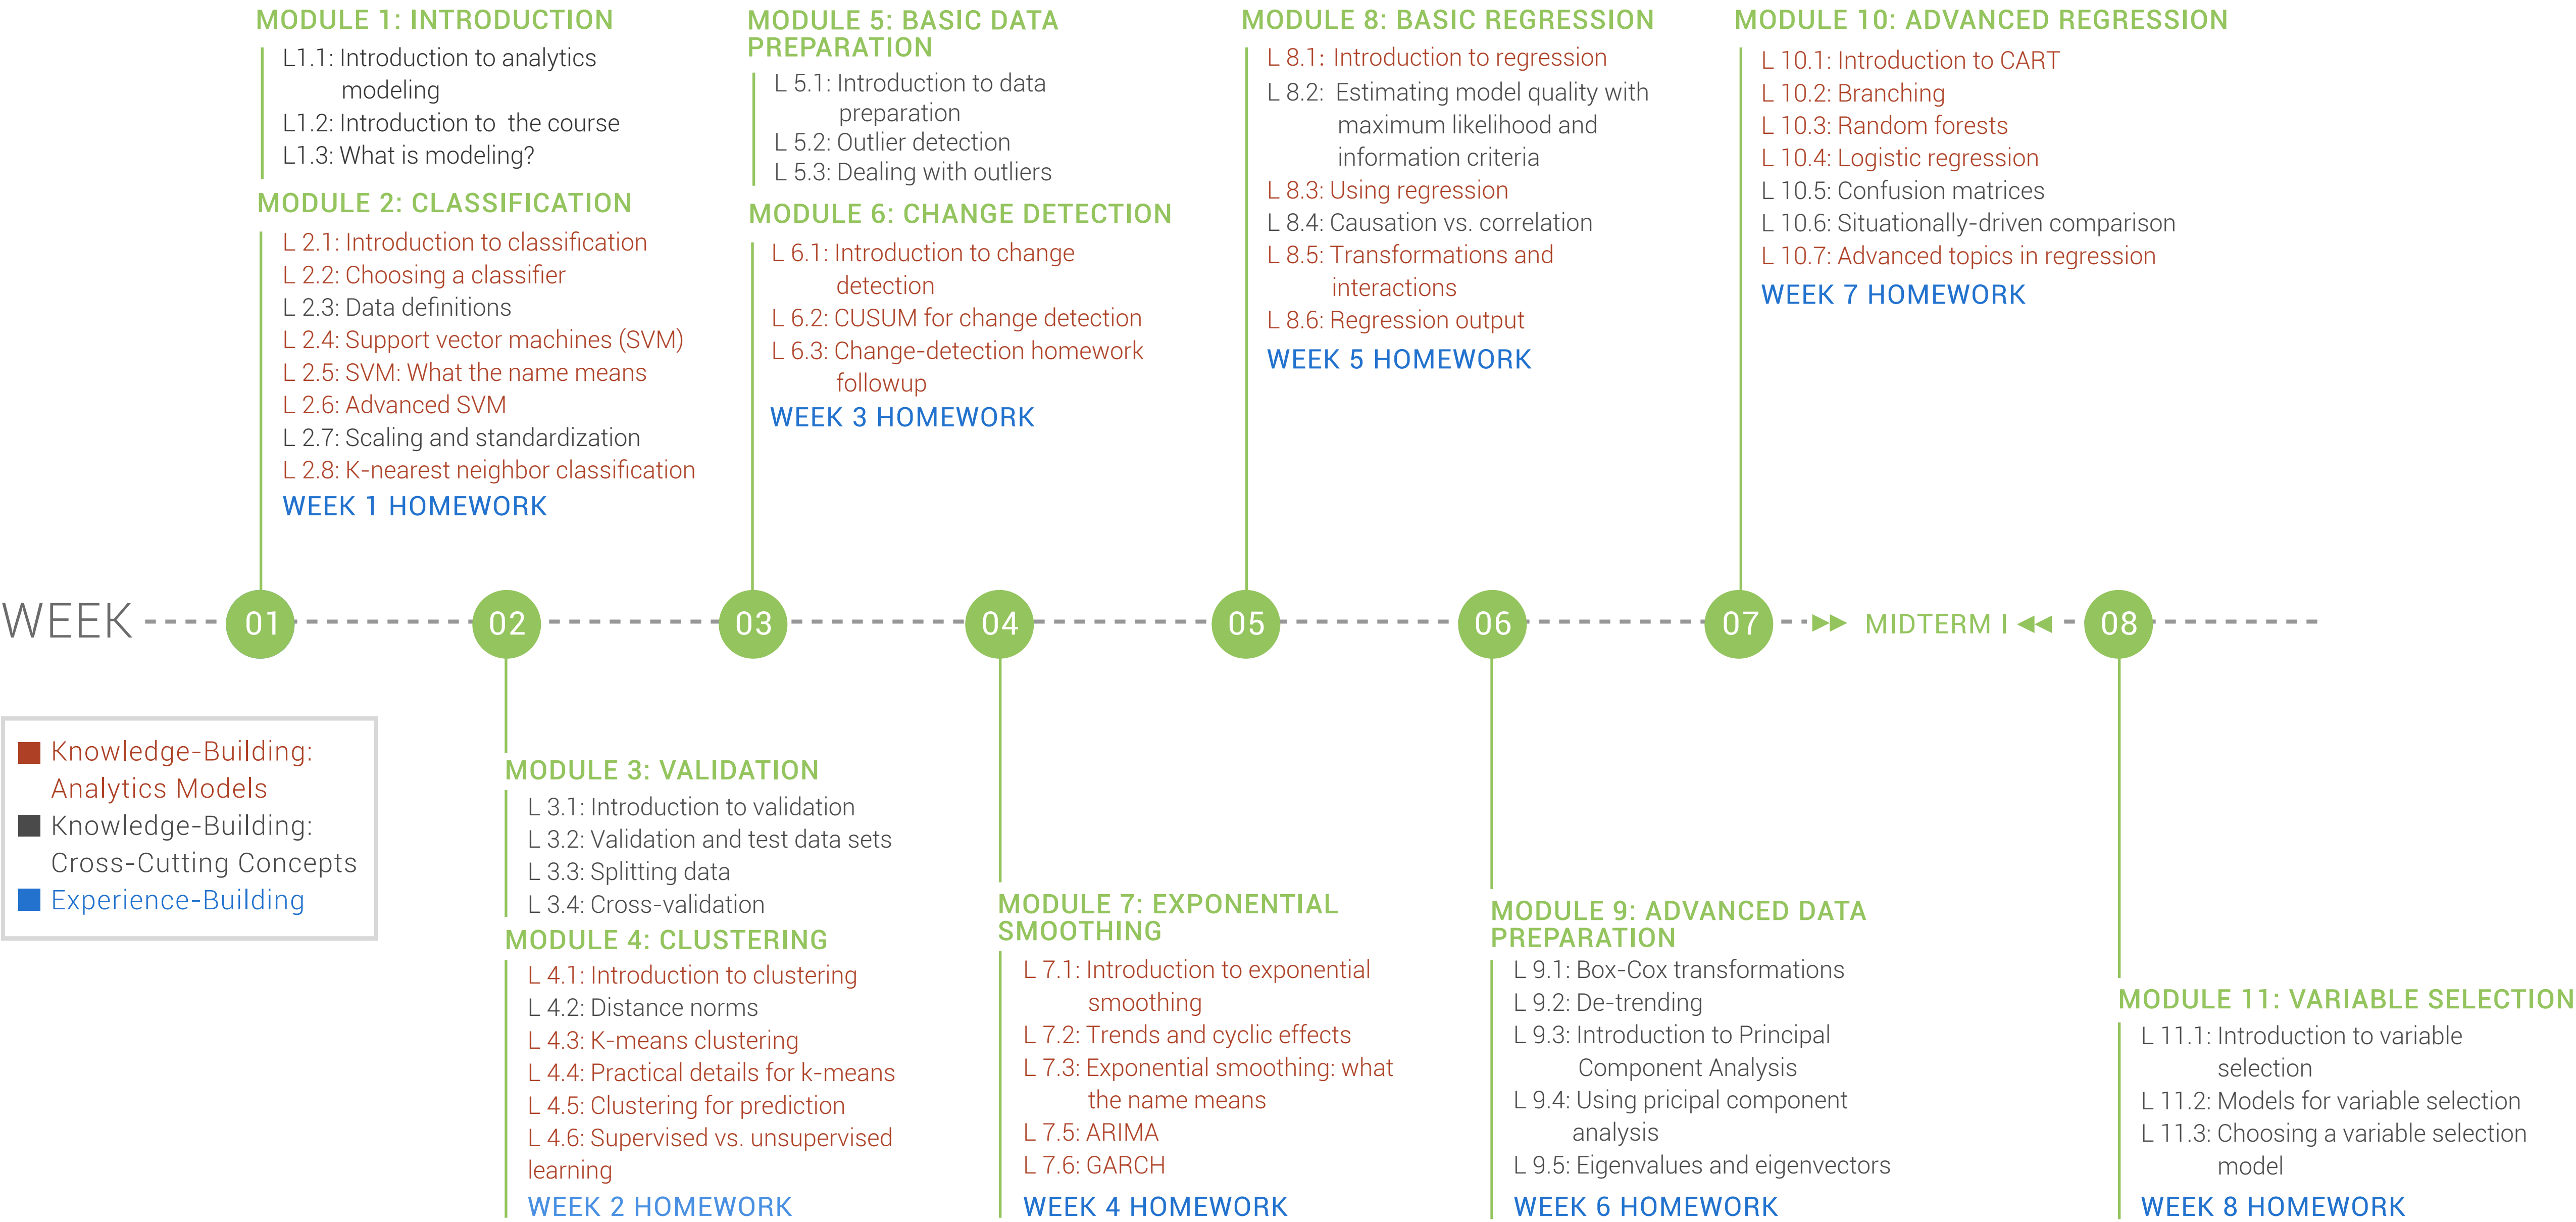 MODULE 1: INTRODUCTION
L1.1: Introduction to analytics
modeling
L1.2: Introduction to the course
L1.3: What is modeling?
MODULE 2: CLASSIFICATION
L 2.1: Introduction to classification
L 2.2: Choosing a classifier
L 2.3: Data definitions
L 2.4: Support vector machines (SVM)
L 2.5: SVM: What the name means
L 2.6: Advanced SVM
L 2.7: Scaling and standardization
L 2.8: K-nearest neighbor classification
WEEK 1 HOMEWORK
MODULE 5: BASIC DATA
PREPARATION
L 5.1: Introduction to data
preparation
L 5.2: Outlier detection
L 5.3: Dealing with outliers
MODULE 6: CHANGE DETECTION
L 6.1: Introduction to change
detection
L 6.2: CUSUM for change detection
L 6.3: Change-detection homework
followup
WEEK 3 HOMEWORK
MODULE 8: BASIC REGRESSION
L 8.1: Introduction to regression
L 8.2: Estimating model quality with
maximum likelihood and
information criteria
L 8.3: Using regression
L 8.4: Causation vs. correlation
L 8.5: Transformations and
interactions
L 8.6: Regression output
WEEK 5 HOMEWORK
MODULE 10: ADVANCED REGRESSION
L 10.1: Introduction to CART
L 10.2: Branching
L 10.3: Random forests
L 10.4: Logistic regression
L 10.5: Confusion matrices
L 10.6: Situationally-driven comparison
L 10.7: Advanced topics in regression
WEEK 7 HOMEWORK
WEEK 01 02 03 04 05 06 07 MIDTERM I 08
Knowledge-Building:
Analytics Models
Knowledge-Building:
Cross-Cutting Concepts
Experience-Building
MODULE 3: VALIDATION
L 3.1: Introduction to validation
L 3.2: Validation and test data sets
L 3.3: Splitting data
L 3.4: Cross-validation
MODULE 4: CLUSTERING
L 4.1: Introduction to clustering
L 4.2: Distance norms
L 4.3: K-means clustering
L 4.4: Practical details for k-means
L 4.5: Clustering for prediction
L 4.6: Supervised vs. unsupervised
learning
WEEK 2 HOMEWORK
MODULE 7: EXPONENTIAL
SMOOTHING
L 7.1: Introduction to exponential
smoothing
L 7.2: Trends and cyclic effects
L 7.3: Exponential smoothing: what
the name means
L 7.5: ARIMA
L 7.6: GARCH
WEEK 4 HOMEWORK
MODULE 9: ADVANCED DATA
PREPARATION
L 9.1: Box-Cox transformations
L 9.2: De-trending
L 9.3: Introduction to Principal
Component Analysis
L 9.4: Using pricipal component
analysis
L 9.5: Eigenvalues and eigenvectors
WEEK 6 HOMEWORK
MODULE 11: VARIABLE SELECTION
L 11.1: Introduction to variable
selection
L 11.2: Models for variable selection
L 11.3: Choosing a variable selection
model
WEEK 8 HOMEWORK